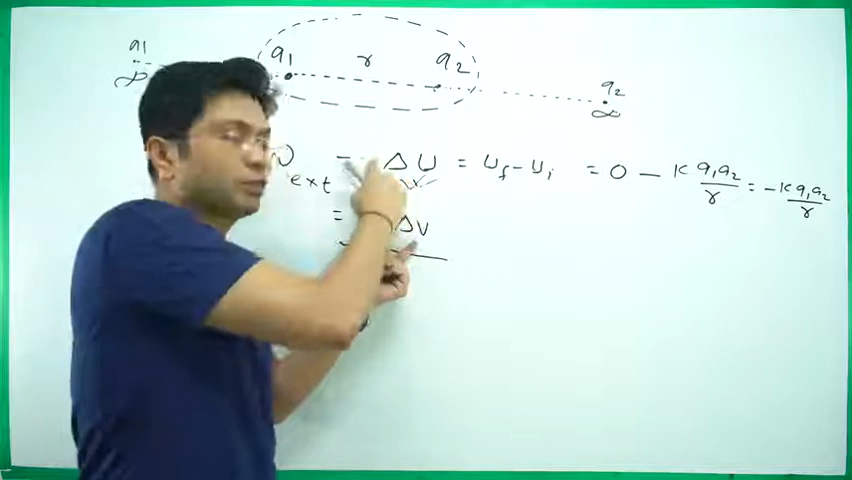 q1
∞
q1 r q2
q2
∞
ext = ΔU = Uf - Ui = 0 - K q1q2 / r = - K q1q2 / r
= ΔV